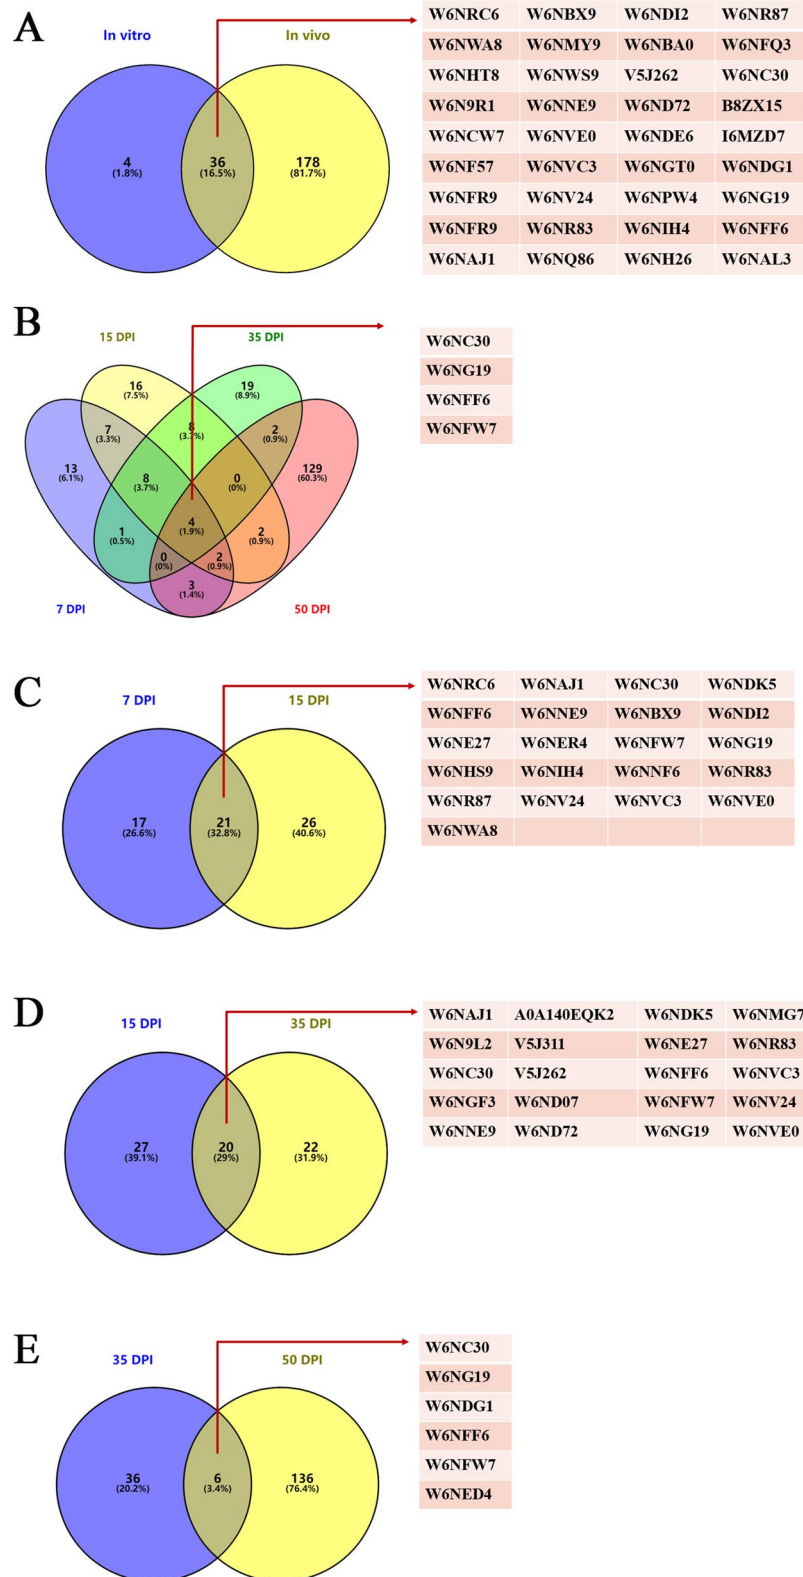 A
In vitro
In vivo
4
(1.8%)
36
(16.5%)
178
(81.7%)
W6NRC6 W6NBX9 W6NDI2 W6NR87
W6NWA8 W6NMY9 W6NBA0 W6NFQ3
W6NHT8 W6NWS9 V5J262 W6NC30
W6N9R1 W6NNE9 W6ND72 B8ZX15
W6NCW7 W6NVE0 W6NDE6 I6MZD7
W6NF57 W6NVC3 W6NGT0 W6NDG1
W6NFR9 W6NV24 W6NPW4 W6NG19
W6NFR9 W6NR83 W6NIH4 W6NFF6
W6NAJ1 W6NQ86 W6NH26 W6NAL3
B
15 DPI
35 DPI
16
(7.5%)
19
(8.9%)
7
(3.3%)
8
(3.7%)
2
(0.9%)
13
(6.1%)
8
(3.7%)
0
(0%)
129
(60.3%)
4
(1.9%)
1
(0.5%)
2
(0.9%)
0
(0%)
2
(0.9%)
3
(1.4%)
7 DPI
50 DPI
W6NC30
W6NG19
W6NFF6
W6NFW7
C
7 DPI
15 DPI
17
(26.6%)
21
(32.8%)
26
(40.6%)
W6NRC6 W6NAJ1 W6NC30 W6NDK5
W6NFF6 W6NNE9 W6NBX9 W6NDI2
W6NE27 W6NER4 W6NFW7 W6NG19
W6NHS9 W6NIH4 W6NNF6 W6NR83
W6NR87 W6NV24 W6NVC3 W6NVE0
W6NWA8
D
15 DPI
35 DPI
27
(39.1%)
20
(29%)
22
(31.9%)
W6NAJ1 A0A140EQK2 W6NDK5 W6NMG7
W6N9L2 V5J311 W6NE27 W6NR83
W6NC30 V5J262 W6NFF6 W6NVC3
W6NGF3 W6ND07 W6NFW7 W6NV24
W6NNE9 W6ND72 W6NG19 W6NVE0
E
35 DPI
50 DPI
36
(20.2%)
6
(3.4%)
136
(76.4%)
W6NC30
W6NG19
W6NDG1
W6NFF6
W6NFW7
W6NED4